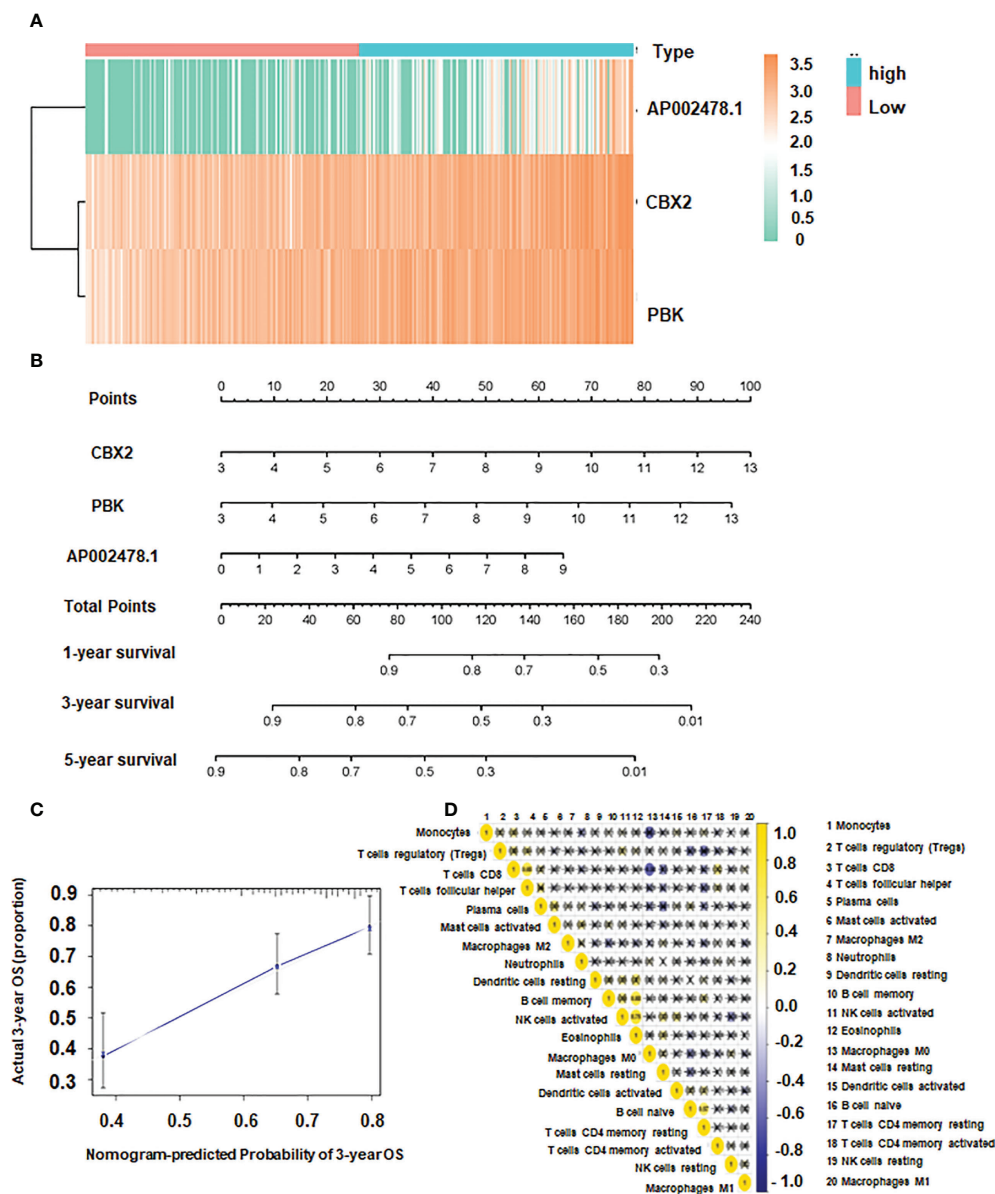 A
Type
AP002478.1
CBX2
PBK
3.5
3.0
2.5
2.0
1.5
1.0
0.5
0
high
Low
B
Points
0 10 20 30 40 50 60 70 80 90 100
CBX2
3 4 5 6 7 8 9 10 11 12 13
PBK
3 4 5 6 7 8 9 10 11 12 13
AP002478.1
0 1 2 3 4 5 6 7 8 9
Total Points
0 20 40 60 80 100 120 140 160 180 200 220 240
1-year survival
0.9 0.8 0.7 0.5 0.3
3-year survival
0.9 0.8 0.7 0.5 0.3 0.01
5-year survival
0.9 0.8 0.7 0.5 0.3 0.01
C
Actual 3-year OS (proportion)
0.9
0.8
0.7
0.6
0.5
0.4
0.3
0.4 0.5 0.6 0.7 0.8
Nomogram-predicted Probability of 3-year OS
D
1 2 3 4 5 6 7 8 9 10 11 12 13 14 15 16 17 18 19 20
Monocytes
T cells regulatory (Tregs)
T cells CD8
T cells follicular helper
Plasma cells
Mast cells activated
Macrophages M2
Neutrophils
Dendritic cells resting
B cell memory
NK cells activated
Eosinophils
Macrophages M0
Mast cells resting
Dendritic cells activated
B cell naive
T cells CD4 memory resting
T cells CD4 memory activated
NK cells resting
Macrophages M1
1.0
0.8
0.6
0.4
0.2
0.0
-0.2
-0.4
-0.6
-0.8
- 1.0
1 Monocytes
2 T cells regulatory (Tregs)
3 T cells CD8
4 T cells follicular helper
5 Plasma cells
6 Mast cells activated
7 Macrophages M2
8 Neutrophils
9 Dendritic cells resting
10 B cell memory
11 NK cells activated
12 Eosinophils
13 Macrophages M0
14 Mast cells resting
15 Dendritic cells activated
16 B cell naive
17 T cells CD4 memory resting
18 T cells CD4 memory activated
19 NK cells resting
20 Macrophages M1